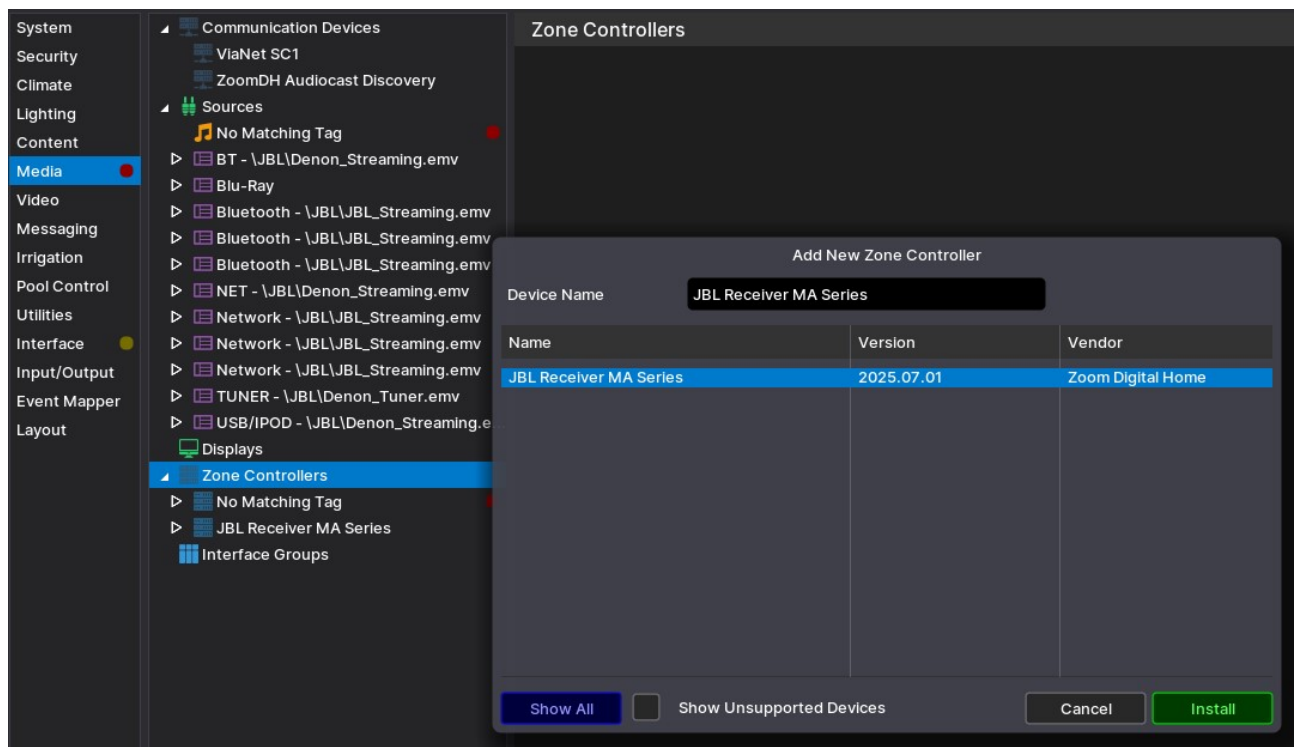 System
Security
Climate
Lighting
Content
Media
Video
Messaging
Irrigation
Pool Control
Utilities
Interface
Input/Output
Event Mapper
Layout
Communication Devices
ViaNet SC1
ZoomDH Audiocast Discovery
Sources
No Matching Tag
BT - \JBL\Denon_Streaming.emv
Blu-Ray
Bluetooth - \JBL\JBL_Streaming.emv
Bluetooth - \JBL\JBL_Streaming.emv
Bluetooth - \JBL\JBL_Streaming.emv
NET - \JBL\Denon_Streaming.emv
Network - \JBL\JBL_Streaming.emv
Network - \JBL\JBL_Streaming.emv
Network - \JBL\JBL_Streaming.emv
TUNER - \JBL\Denon_Tuner.emv
USB/IPOD - \JBL\Denon_Streaming.e...
Displays
Zone Controllers
No Matching Tag
JBL Receiver MA Series
Interface Groups
Zone Controllers
Add New Zone Controller
Device Name JBL Receiver MA Series
Name Version Vendor
JBL Receiver MA Series 2025.07.01 Zoom Digital Home
Show All Show Unsupported Devices Cancel Install